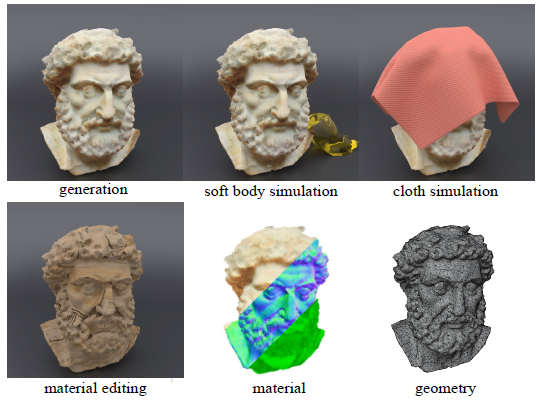 generation
soft body simulation
cloth simulation
material editing
material
geometry